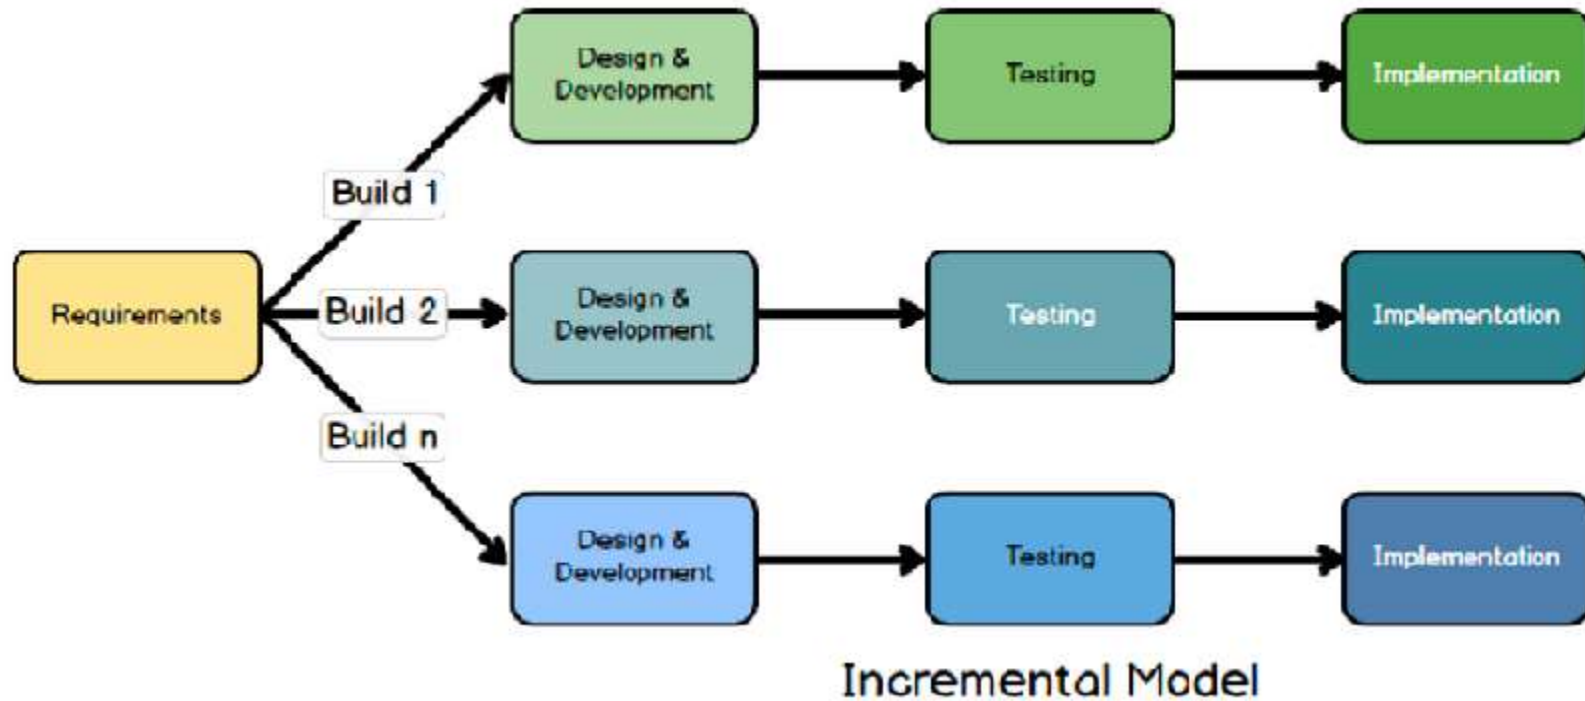 Design &
Development
Testing
Implementation
Build 1
Requirements
Build 2
Design &
Development
Testing
Implementation
Build n
Design &
Development
Testing
Implementation
Incremental Model